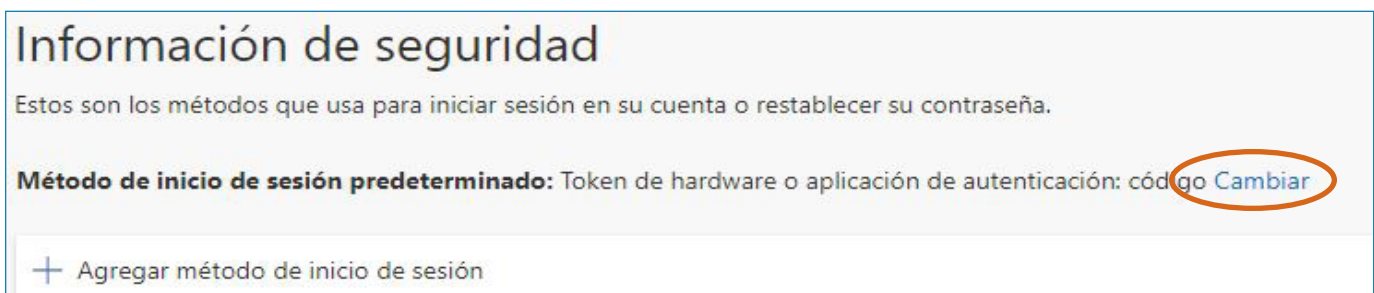 Información de seguridad
Estos son los métodos que usa para iniciar sesión en su cuenta o restablecer su contraseña.
Método de inicio de sesión predeterminado: Token de hardware o aplicación de autenticación: código Cambiar
+ Agregar método de inicio de sesión